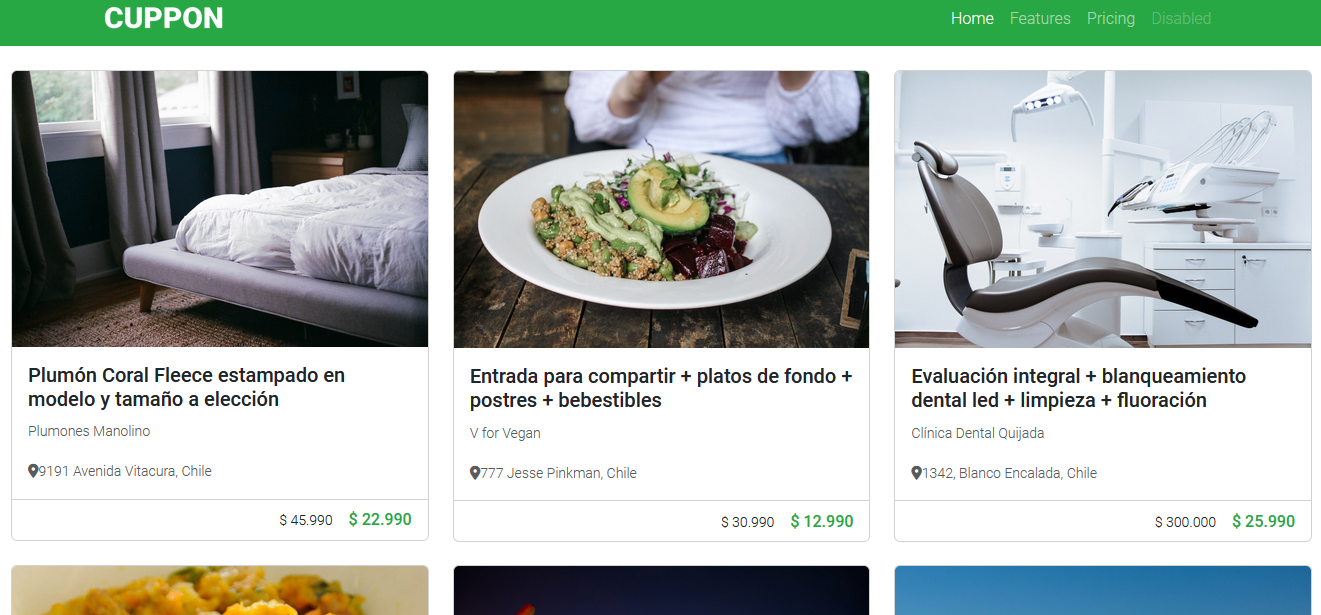 CUPPON
Home Features Pricing Disabled
Plumón Coral Fleece estampado en
modelo y tamaño a elección
Plumones Manolino
9191 Avenida Vitacura, Chile
$ 45.990 $ 22.990
Entrada para compartir + platos de fondo +
postres + bebestibles
V for Vegan
777 Jesse Pinkman, Chile
$ 30.990 $ 12.990
Evaluación integral + blanqueamiento
dental led + limpieza + fluoración
Clínica Dental Quijada
1342, Blanco Encalada, Chile
$ 300.000 $ 25.990